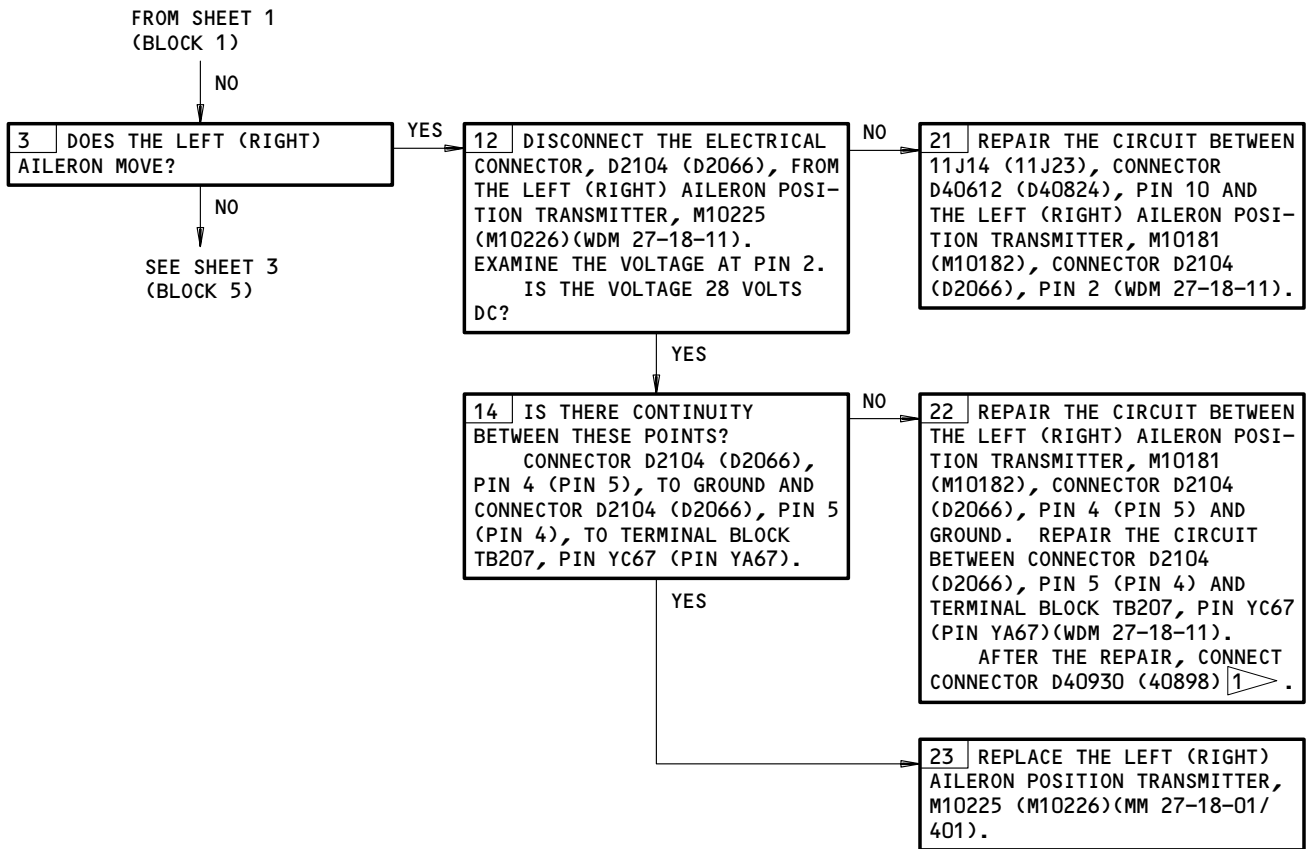 FROM SHEET 1
(BLOCK 1)
NO
3 DOES THE LEFT (RIGHT)
AILERON MOVE?
YES
NO
SEE SHEET 3
(BLOCK 5)
12 DISCONNECT THE ELECTRICAL
CONNECTOR, D2104 (D2066), FROM
THE LEFT (RIGHT) AILERON POSI-
TION TRANSMITTER, M10225
(M10226)(WDM 27-18-11).
EXAMINE THE VOLTAGE AT PIN 2.
IS THE VOLTAGE 28 VOLTS
DC?
NO
YES
21 REPAIR THE CIRCUIT BETWEEN
11J14 (11J23), CONNECTOR
D40612 (D40824), PIN 10 AND
THE LEFT (RIGHT) AILERON POSI-
TION TRANSMITTER, M10181
(M10182), CONNECTOR D2104
(D2066), PIN 2 (WDM 27-18-11).
14 IS THERE CONTINUITY
BETWEEN THESE POINTS?
CONNECTOR D2104 (D2066),
PIN 4 (PIN 5), TO GROUND AND
CONNECTOR D2104 (D2066), PIN 5
(PIN 4), TO TERMINAL BLOCK
TB207, PIN YC67 (PIN YA67).
NO
YES
22 REPAIR THE CIRCUIT BETWEEN
THE LEFT (RIGHT) AILERON POSI-
TION TRANSMITTER, M10181
(M10182), CONNECTOR D2104
(D2066), PIN 4 (PIN 5) AND
GROUND. REPAIR THE CIRCUIT
BETWEEN CONNECTOR D2104
(D2066), PIN 5 (PIN 4) AND
TERMINAL BLOCK TB207, PIN YC67
(PIN YA67)(WDM 27-18-11).
AFTER THE REPAIR, CONNECT
CONNECTOR D40930 (40898) 1 .
23 REPLACE THE LEFT (RIGHT)
AILERON POSITION TRANSMITTER,
M10225 (M10226)(MM 27-18-01/
401).